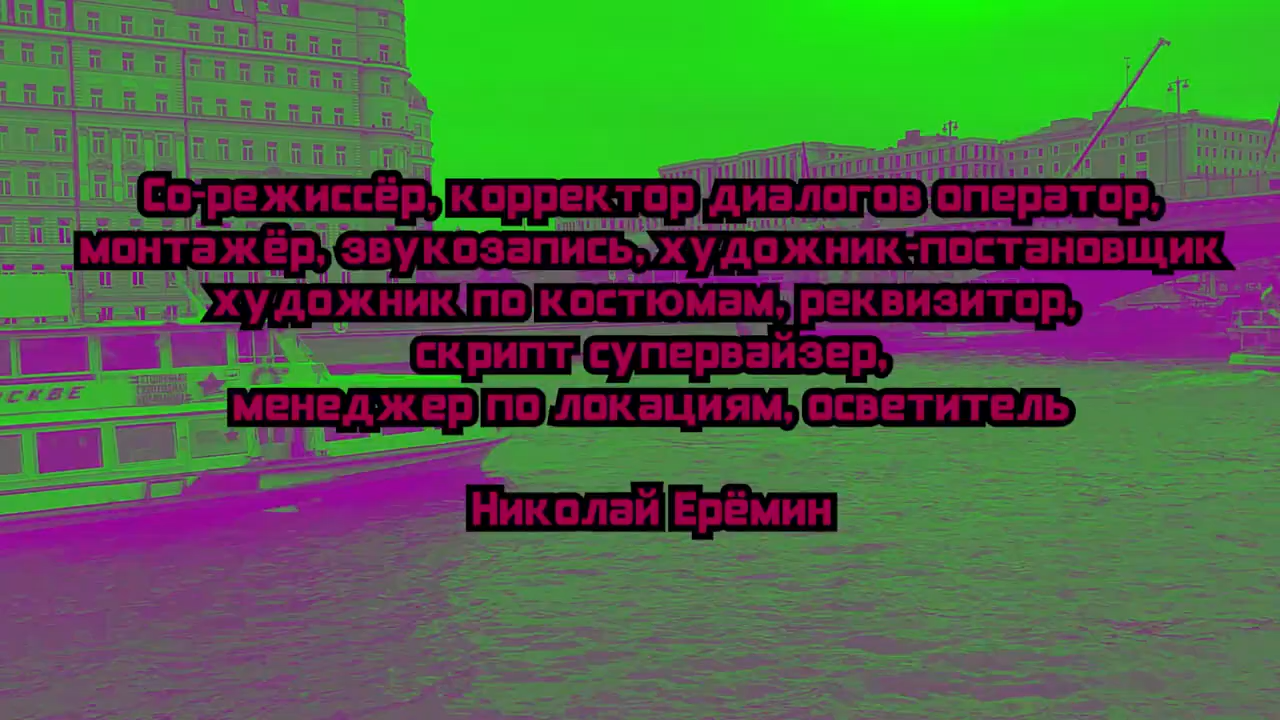 Со-режиссёр, корректор диалогов оператор,
монтажёр, звукозапись, художник-постановщик
художник по костюмам, реквизитор,
скрипт супервайзер,
менеджер по локациям, осветитель
Николай Ерёмин